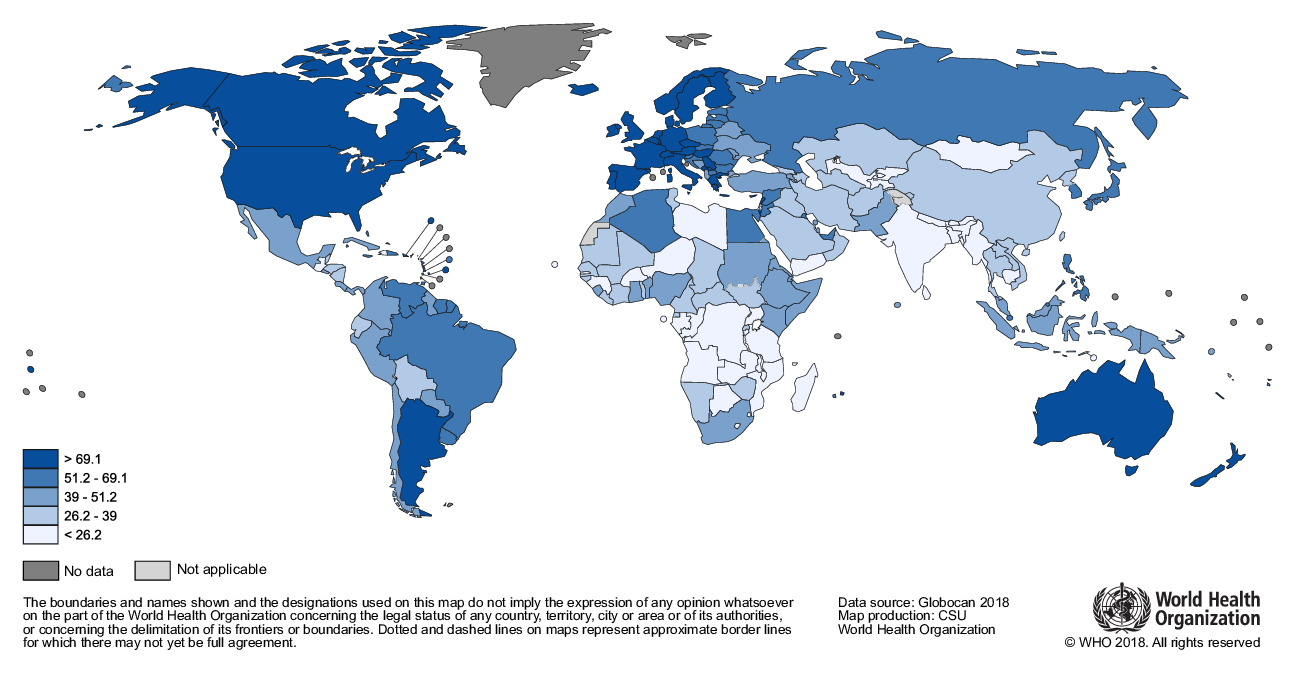 > 69.1
51.2 - 69.1
39 - 51.2
26.2 - 39
< 26.2
No data
Not applicable
The boundaries and names shown and the designations used on this map do not imply the expression of any opinion whatsoever
on the part of the World Health Organization concerning the legal status of any country, territory, city or area or of its authorities,
or concerning the delimitation of its frontiers or boundaries. Dotted and dashed lines on maps represent approximate border lines
for which there may not yet be full agreement.
Data source: Globocan 2018
Map production: CSU
World Health Organization
World Health
Organization
© WHO 2018. All rights reserved